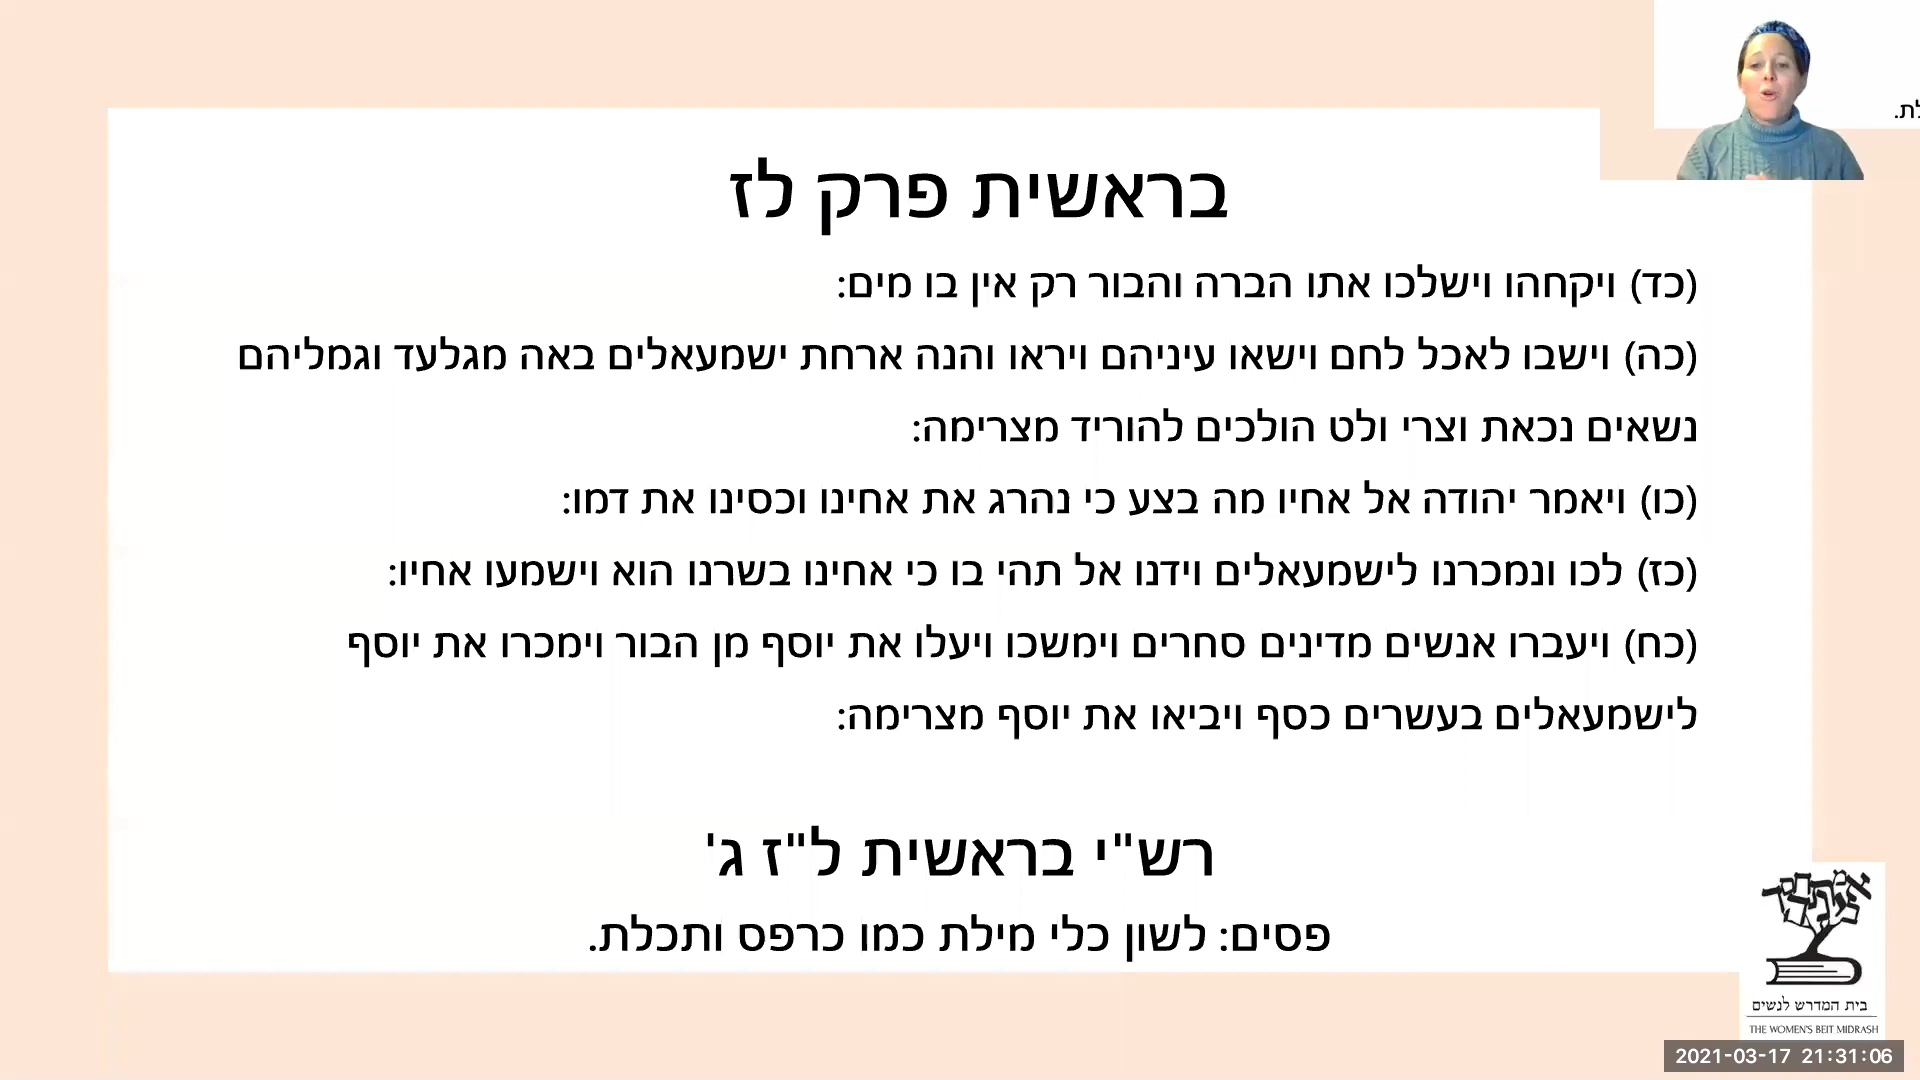 בראשית פרק לז
(כד) ויקחהו וישלכו אתו הברה והבור רק אין בו מים:
(כה) וישבו לאכל לחם וישאו עיניהם ויראו והנה ארחת ישמעאלים באה מגלעד וגמליהם
נשאים נכאת וצרי ולט הולכים להוריד מצרימה:
(כו) ויאמר יהודה אל אחיו מה בצע כי נהרג את אחינו וכסינו את דמו:
(כז) לכו ונמכרנו לישמעאלים וידנו אל תהי בו כי אחינו בשרנו הוא וישמעו אחיו:
(כח) ויעברו אנשים מדינים סחרים וימשכו ויעלו את יוסף מן הבור וימכרו את יוסף
לישמעאלים בעשרים כסף ויביאו את יוסף מצרימה:
רש"י בראשית ל"ז ג'
פסים: לשון כלי מילת כמו כרפס ותכלת.
בית המדרש לנשים
THE WOMEN'S BEIT MIDRASH
2021-03-17 21:31:06